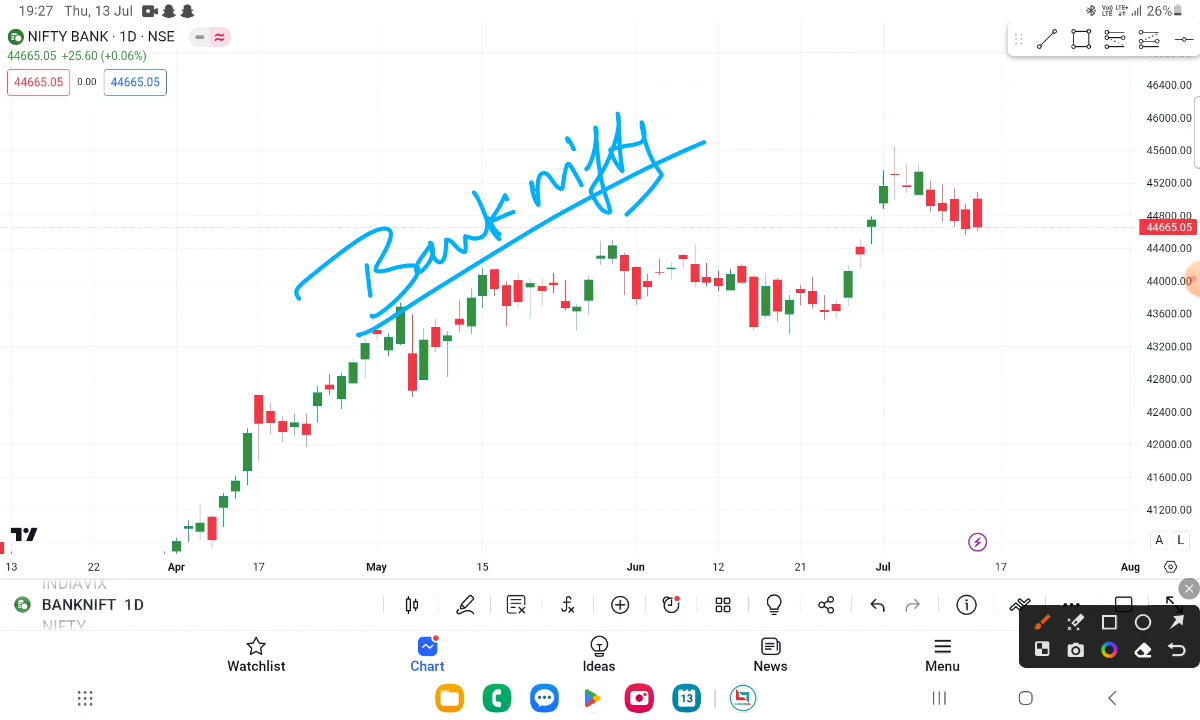 19:27 Thu, 13 Jul
Vo) LTE LTE+ 26%
NIFTY BANK · 1D · NSE
44665.05 +25.60 (+0.06%)
44665.05 0.00 44665.05
Bank nifty
46400.00
46000.00
45600.00
45200.00
44800.00
44665.05
44400.00
44000.00
43600.00
43200.00
42800.00
42400.00
42000.00
41600.00
41200.00
A L
13 22 Apr 17 May 15 Jun 12 21 Jul 17 Aug
INDIAVIX
BANKNIFT 1D
NIFTY
Watchlist Chart Ideas News Menu
13